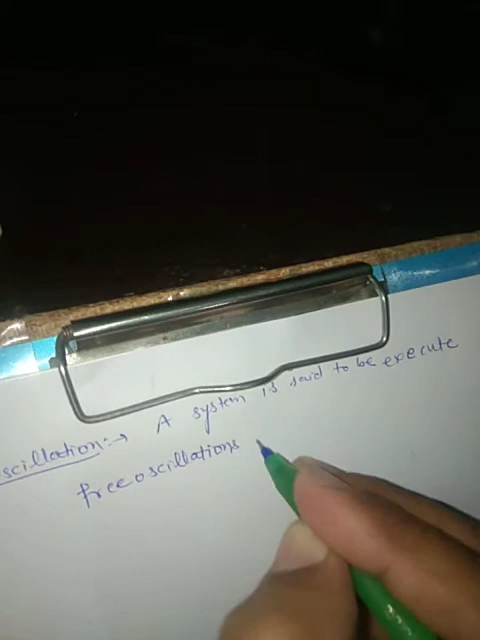 scillation:→ A system is said to be execute
free oscillations